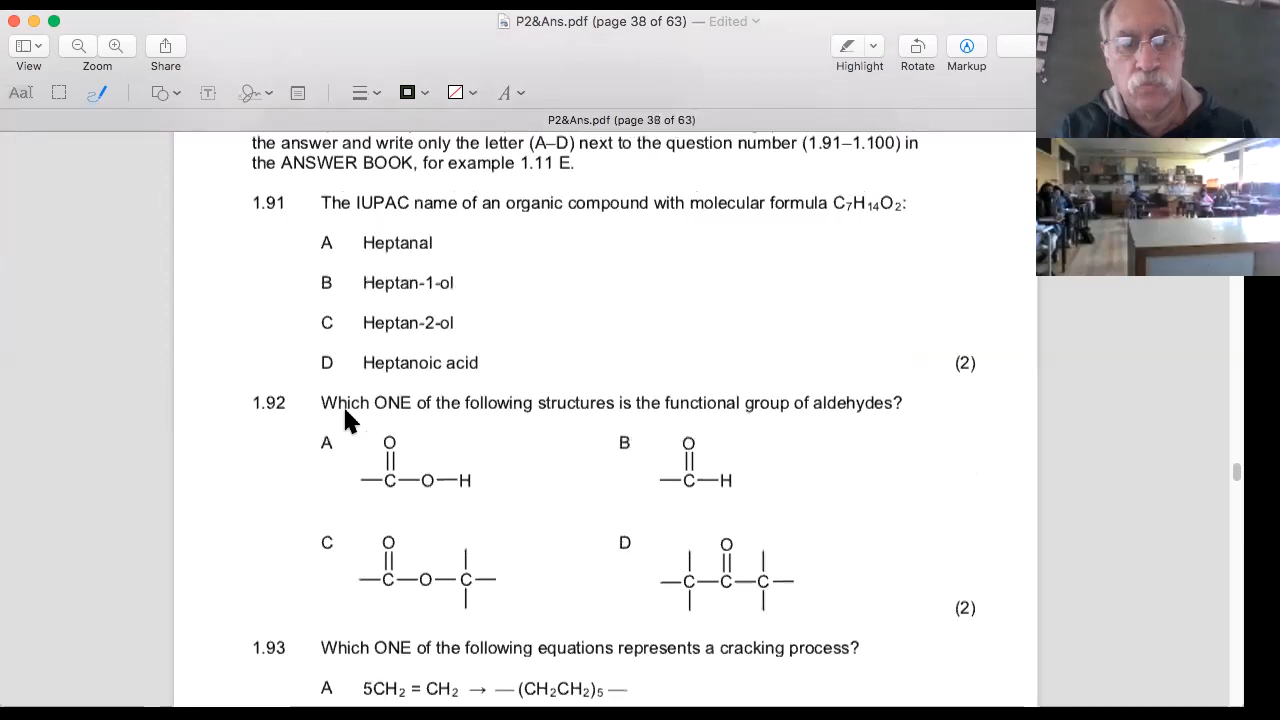 P2&Ans.pdf (page 38 of 63) — Edited
View
Zoom
Share
Highlight
Rotate
Markup
AaI
T
A
P2&Ans.pdf (page 38 of 63)
the answer and write only the letter (A–D) next to the question number (1.91–1.100) in
the ANSWER BOOK, for example 1.11 E.
1.91 The IUPAC name of an organic compound with molecular formula C₇H₁₄O₂:
A Heptanal
B Heptan-1-ol
C Heptan-2-ol
D Heptanoic acid (2)
1.92 Which ONE of the following structures is the functional group of aldehydes?
A O B O
—C—O—H —C—H
C O D O
—C—O—C— —C—C—C—
(2)
1.93 Which ONE of the following equations represents a cracking process?
A 5CH₂ = CH₂ → — (CH₂CH₂)₅ —